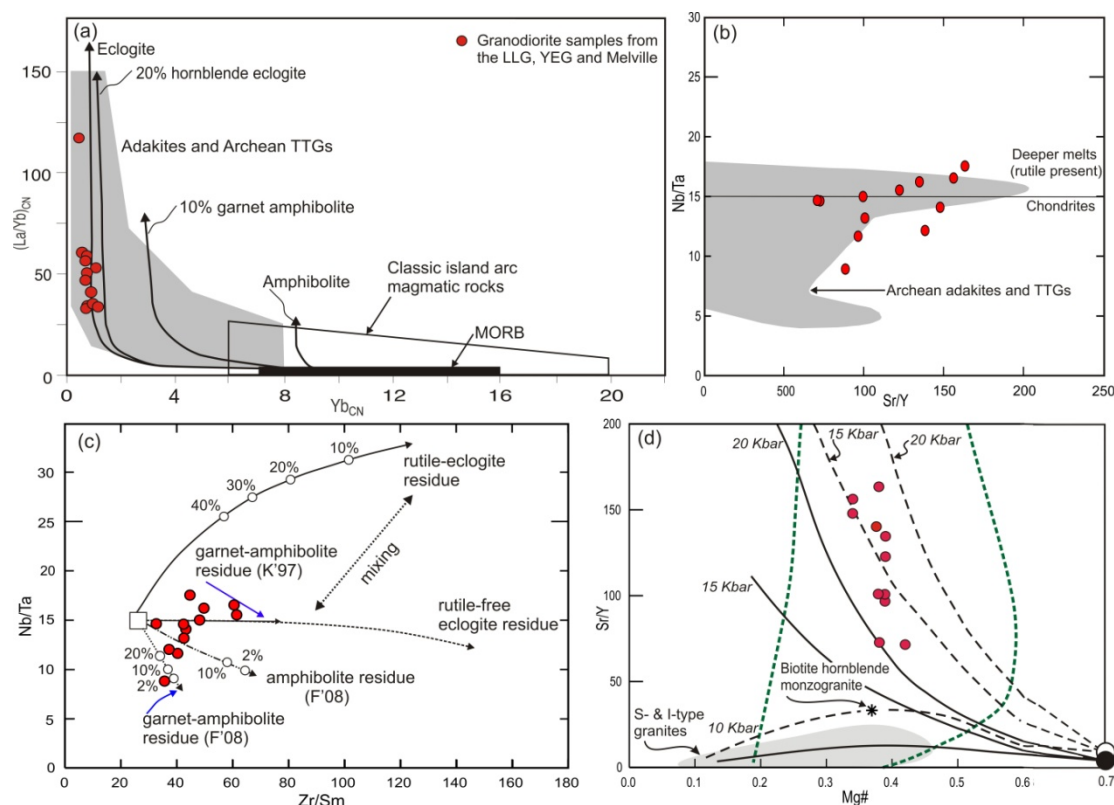 (a)
Eclogite
20% hornblende eclogite
Granodiorite samples from
the LLG, YEG and Melville
Adakites and Archean TTGs
10% garnet amphibolite
Amphibolite
Classic island arc
magmatic rocks
MORB
(La/Yb)CN
150
100
50
0
0
4
8
12
16
20
22
YbCN
(b)
Nb/Ta
30
25
20
15
10
5
0
Deeper melts
(rutile present)
Chondrites
Archean adakites and TTGs
0
500
100
150
200
250
Sr/Y
(c)
Nb/Ta
30
25
20
15
10
5
0
10%
20%
30%
40%
rutile-eclogite
residue
garnet-amphibolite
residue (K'97)
mixing
rutile-free
eclogite residue
20%
10%
2%
10%
2%
amphibolite residue
(F'08)
garnet-amphibolite
residue (F'08)
0
20
40
60
80
100
120
140
160
180
Zr/Sm
(d)
Sr/Y
200
150
100
50
0
20 Kbar
15 Kbar
20 Kbar
15 Kbar
Biotite hornblende
monzogranite
S- & I-type
granites
10 Kbar
0.0
0.1
0.2
0.3
0.4
0.5
0.6
0.7
Mg#